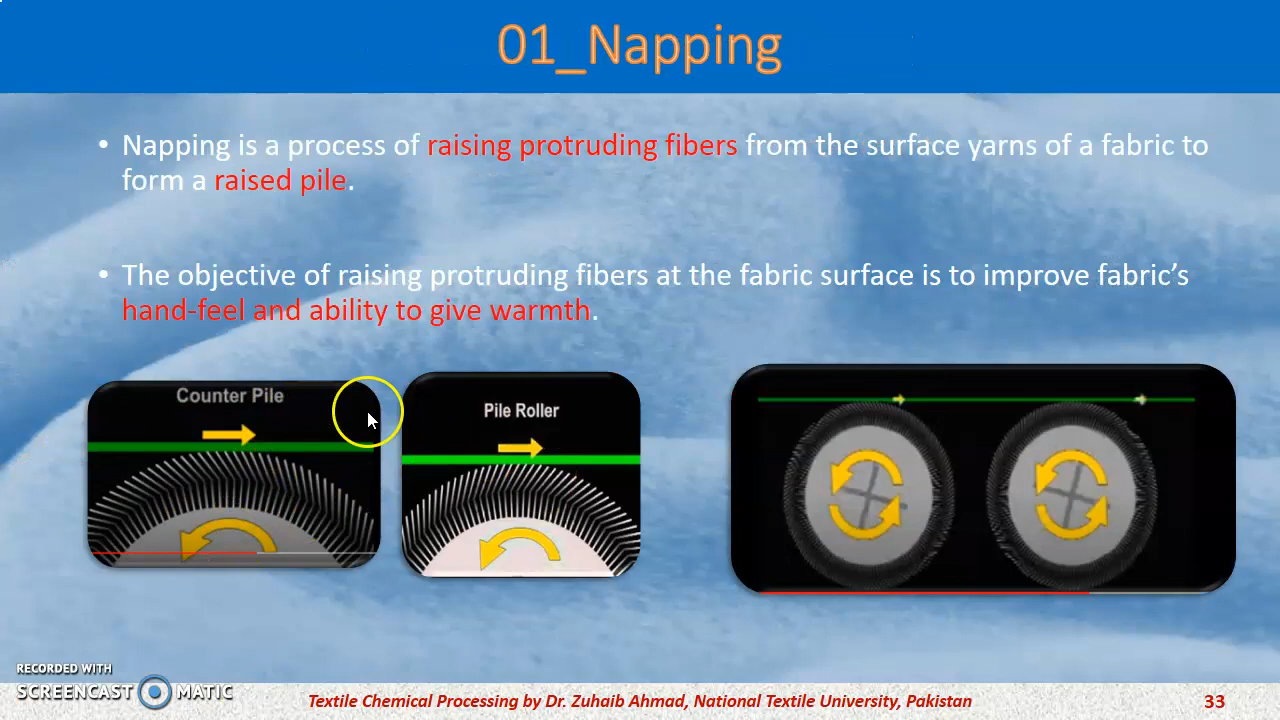 01_Napping
• Napping is a process of raising protruding fibers from the surface yarns of a fabric to
form a raised pile.
• The objective of raising protruding fibers at the fabric surface is to improve fabric’s
hand-feel and ability to give warmth.
Counter Pile
Pile Roller
RECORDED WITH
SCREENCAST MATIC
Textile Chemical Processing by Dr. Zuhaib Ahmad, National Textile University, Pakistan
33